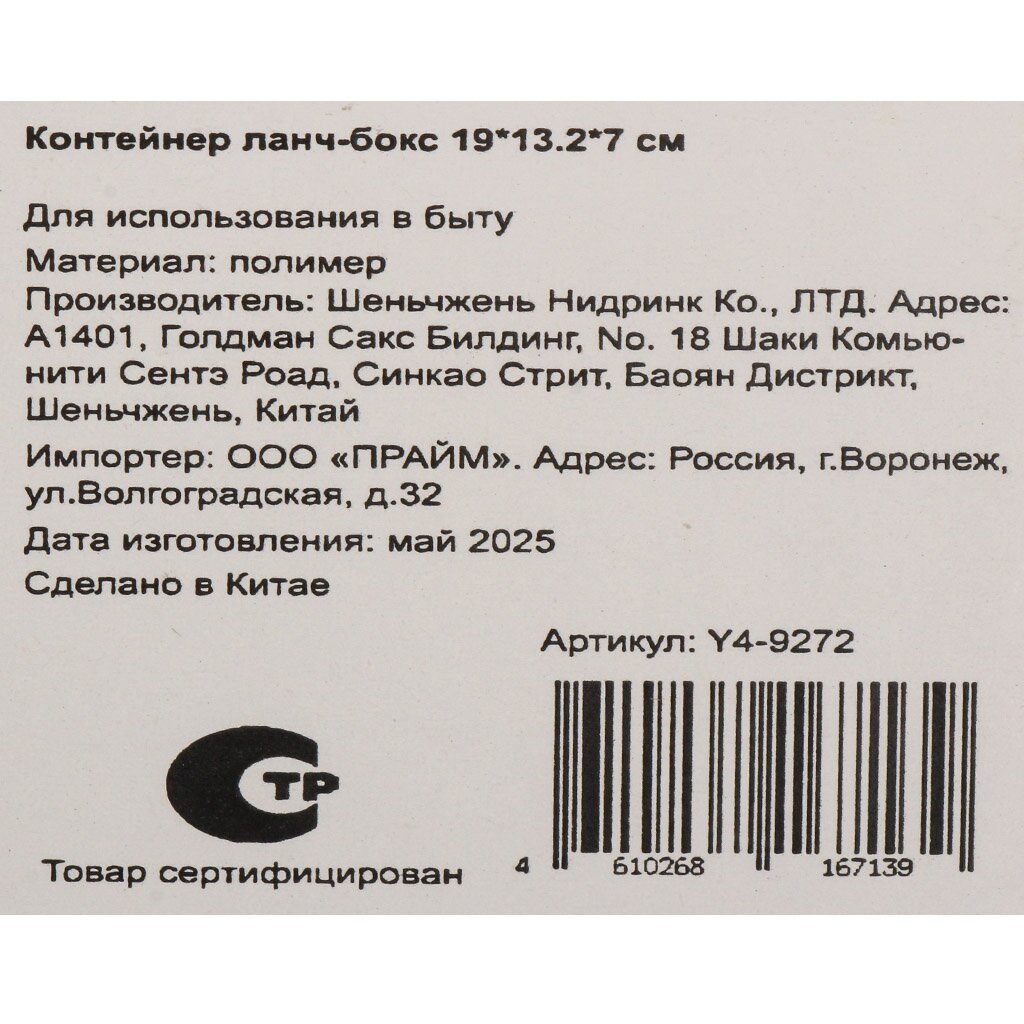 Контейнер ланч-бокс 19*13.2*7 см
Для использования в быту
Материал: полимер
Производитель: Шеньчжень Нидринк Ко., ЛТД. Адрес:
А1401, Голдман Сакс Билдинг, No. 18 Шаки Комью-
нити Сентэ Роад, Синкао Стрит, Баоян Дистрикт,
Шеньчжень, Китай
Импортер: ООО «ПРАЙМ». Адрес: Россия, г.Воронеж,
ул.Волгоградская, д.32
Дата изготовления: май 2025
Сделано в Китае
Артикул: Y4-9272
СТР
Товар сертифицирован
4 610268 167139